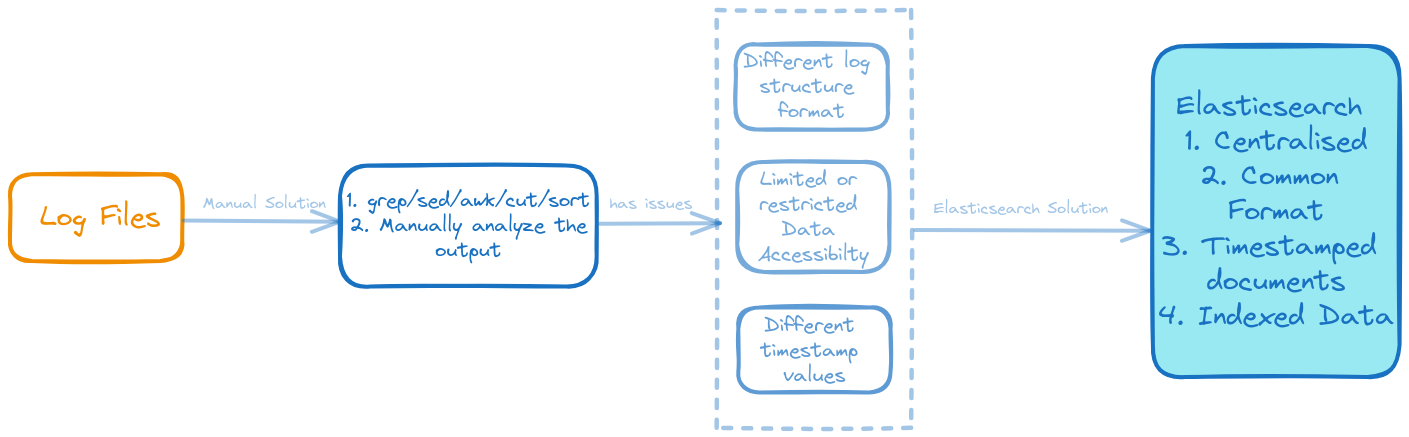 Log Files
Manual Solution
1. grep/sed/awk/cut/sort
2. Manually analyze the
output
has issues
Different log
structure
format
Limited or
restricted
Data
Accessibilty
Different
timestamp
values
Elasticsearch Solution
Elasticsearch
1. Centralised
2. Common
Format
3. Timestamped
documents
4. Indexed Data